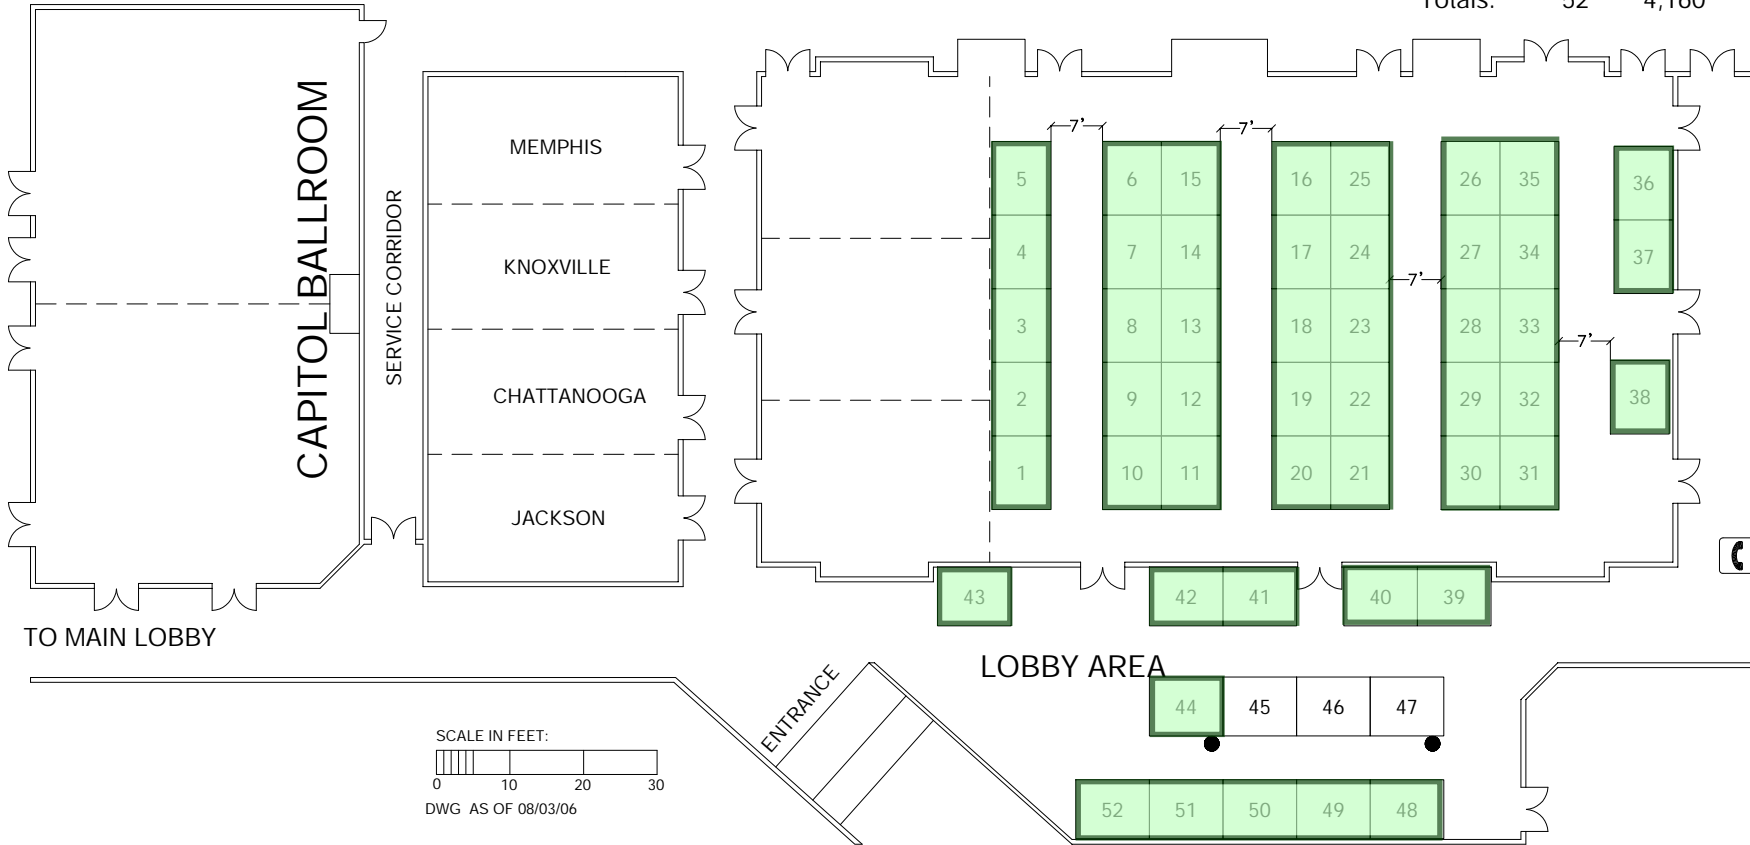 Totals: 52 4,160
CAPITOL BALLROOM
SERVICE CORRIDOR
MEMPHIS
KNOXVILLE
CHATTANOOGA
JACKSON
7' 7'
5 6 15 16 25 26 35 36
4 7 14 17 24 27 34 37
7'
3 8 13 18 23 28 33
7'
2 9 12 19 22 29 32 38
1 10 11 20 21 30 31
43 42 41 40 39
TO MAIN LOBBY
LOBBY AREA
ENTRANCE
44 45 46 47
SCALE IN FEET:
0 10 20 30
DWG AS OF 08/03/06
52 51 50 49 48